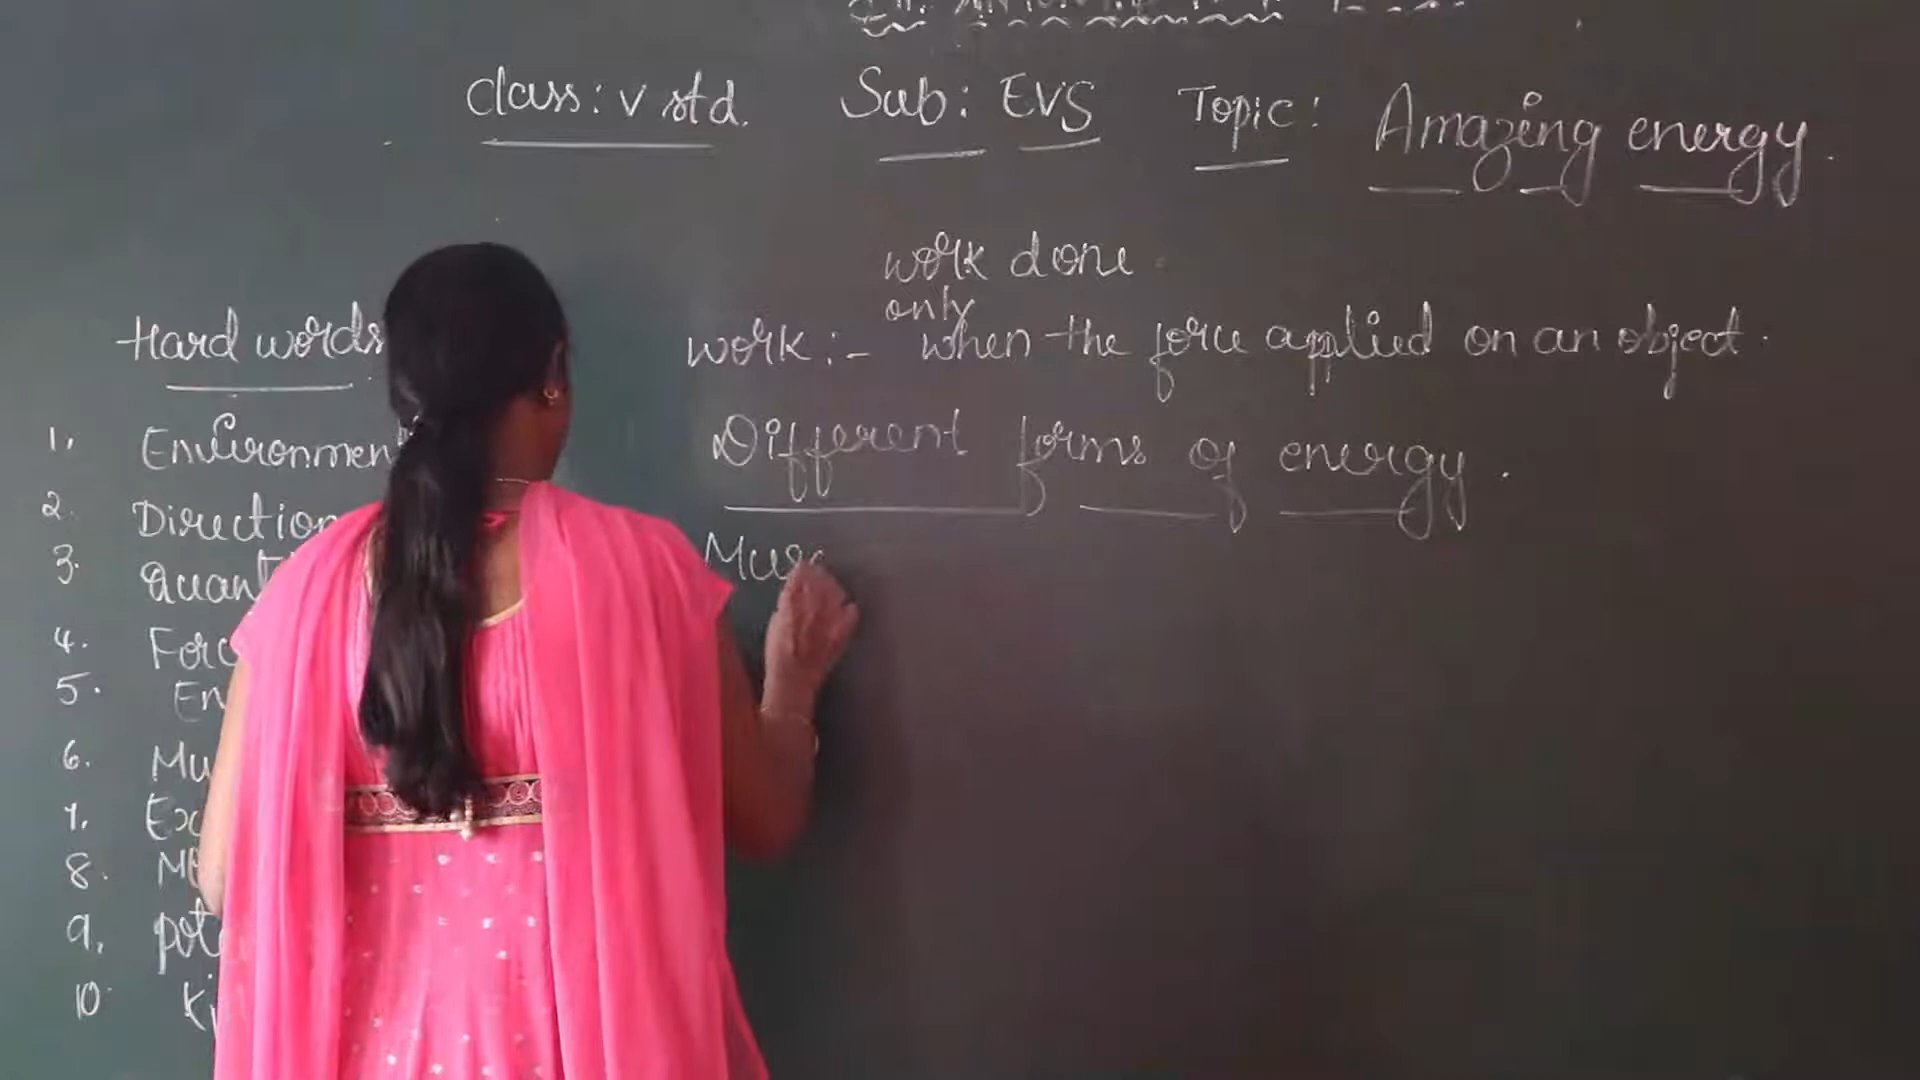 Class: V std. Sub: EVS Topic: Amazing energy.
Hard words
1. Environmen
2. Direction
3. Quant
4. Forc
5. En
6. Mu
7. Ex
8. Me
9. pot
10 Ki
work done
only
work :- when the force applied on an object.
Different forms of energy.
Musc